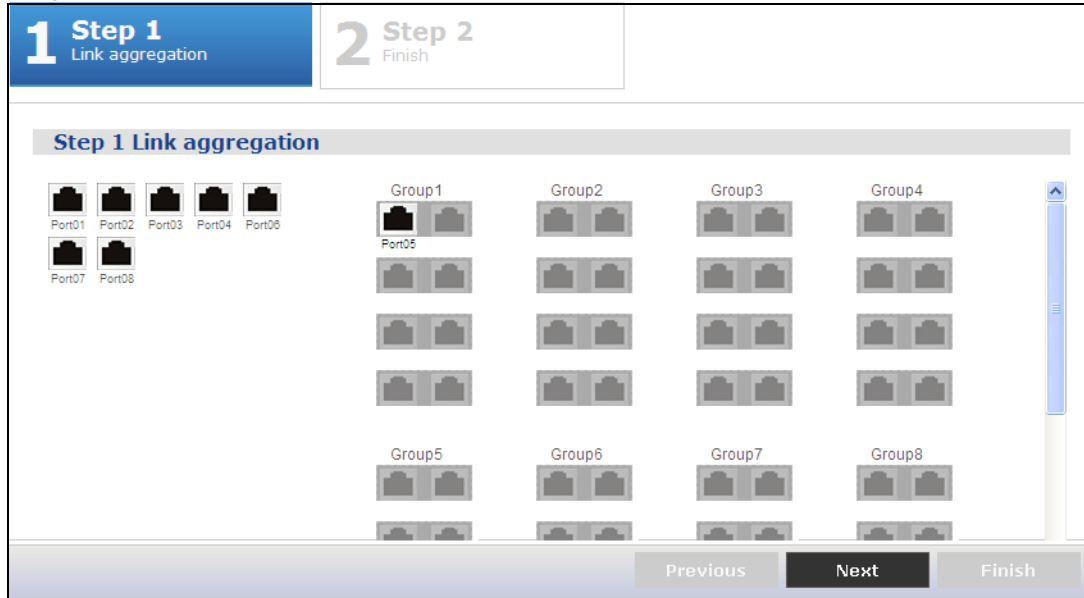 1 Step 1
Link aggregation
2 Step 2
Finish
Step 1 Link aggregation
Port01 Port02 Port03 Port04 Port06
Port07 Port08
Group1 Group2 Group3 Group4
Port05
Group5 Group6 Group7 Group8
Previous Next Finish